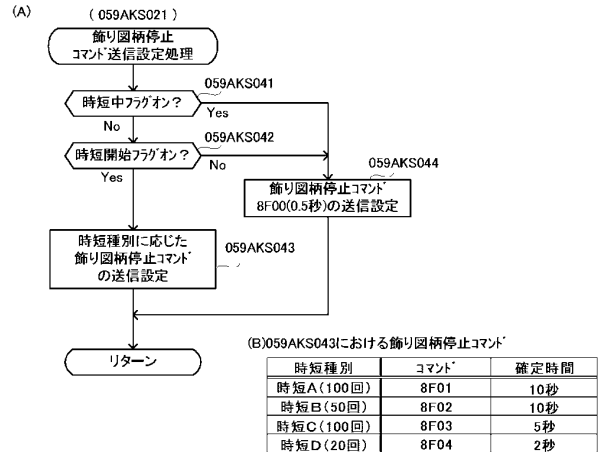 (A)
( 059AKS021 )
飾り図柄停止
コマンド送信設定処理
059AKS041
時短中フラグオン?
Yes
No
059AKS042
時短開始フラグオン?
No
Yes
059AKS044
飾り図柄停止コマンド
8F00(0.5秒)の送信設定
時短種別に応じた
飾り図柄停止コマンド
の送信設定
059AKS043
リターン
(B)059AKS043における飾り図柄停止コマンド
時短種別 コマンド 確定時間
時短A(100回) 8F01 10秒
時短B(50回) 8F02 10秒
時短C(100回) 8F03 5秒
時短D(20回) 8F04 2秒